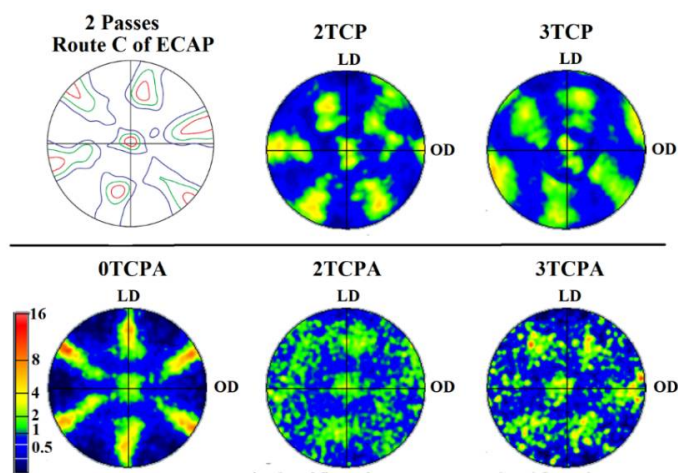 2 Passes
Route C of ECAP
2TCP
3TCP
LD
LD
OD
OD
0TCPA
2TCPA
3TCPA
LD
LD
LD
16
8
4
2
1
0.5
OD
OD
OD